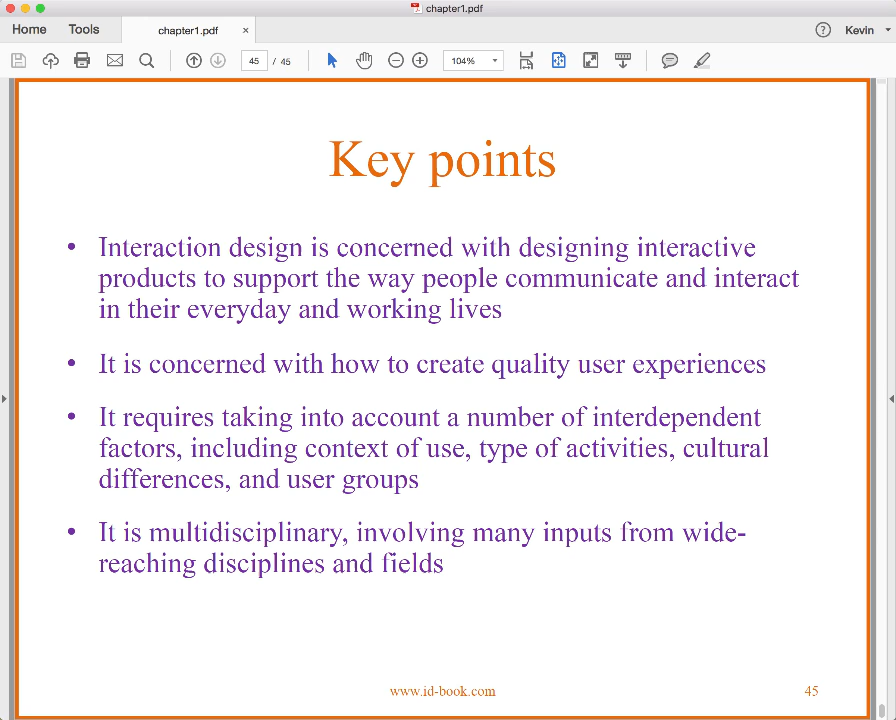 chapter1.pdf
Home Tools chapter1.pdf × ? Kevin
45 / 45 104%
Key points
• Interaction design is concerned with designing interactive
products to support the way people communicate and interact
in their everyday and working lives
• It is concerned with how to create quality user experiences
• It requires taking into account a number of interdependent
factors, including context of use, type of activities, cultural
differences, and user groups
• It is multidisciplinary, involving many inputs from wide-
reaching disciplines and fields
www.id-book.com 45